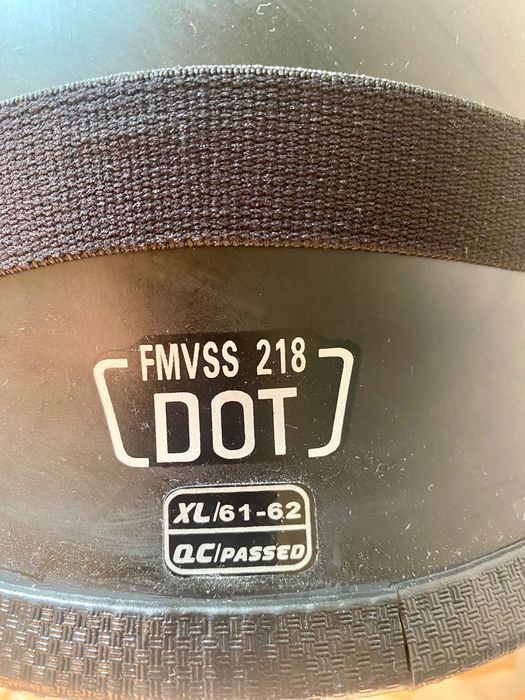 FMVSS 218
DOT
XL/61-62
QC/PASSED